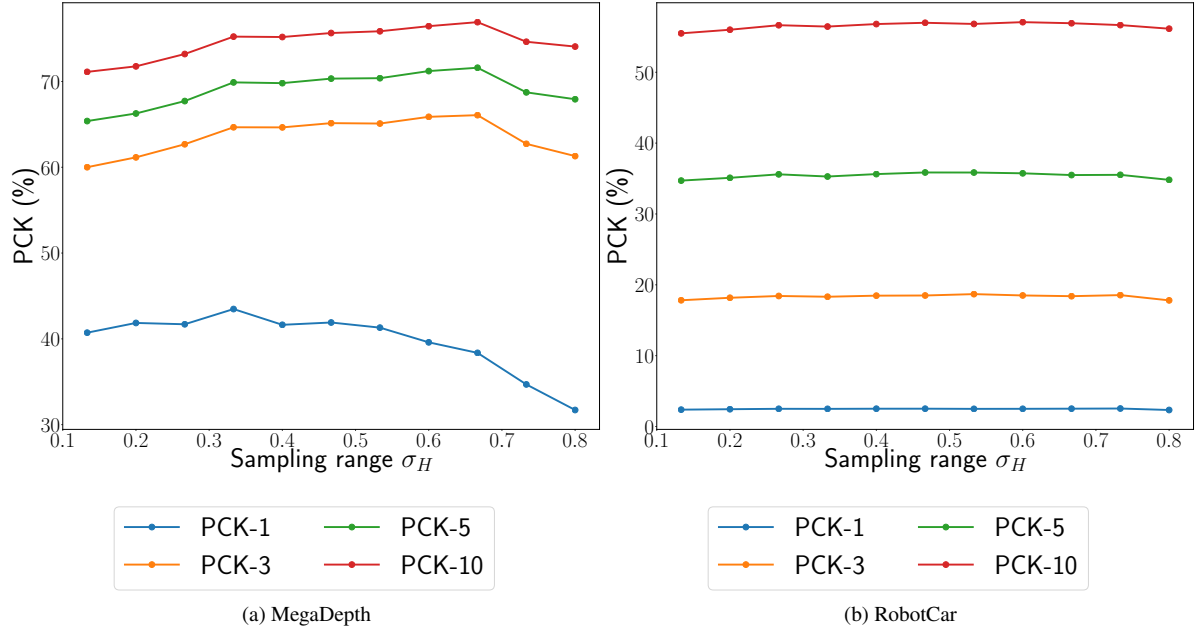 70
60
50
40
30
PCK (%)
0.1 0.2 0.3 0.4 0.5 0.6 0.7 0.8
Sampling range σ_H
PCK-1 PCK-5
PCK-3 PCK-10
(a) MegaDepth
50
40
30
20
10
0
PCK (%)
0.1 0.2 0.3 0.4 0.5 0.6 0.7 0.8
Sampling range σ_H
PCK-1 PCK-5
PCK-3 PCK-10
(b) RobotCar